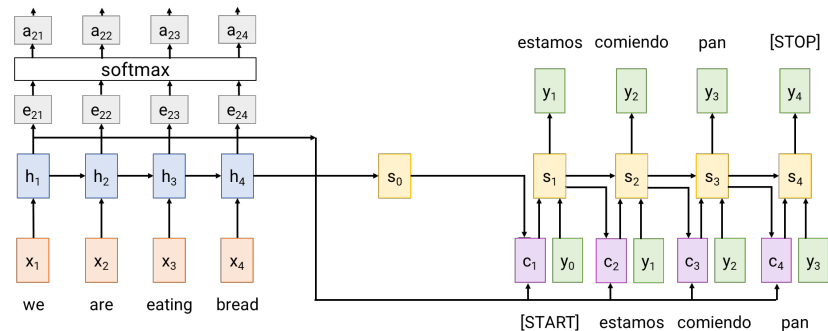 a₂₁ a₂₂ a₂₃ a₂₄
softmax
e₂₁ e₂₂ e₂₃ e₂₄
h₁ h₂ h₃ h₄
x₁ x₂ x₃ x₄
we are eating bread
s₀
estamos comiendo pan [STOP]
y₁ y₂ y₃ y₄
s₁ s₂ s₃ s₄
c₁ y₀ c₂ y₁ c₃ y₂ c₄ y₃
[START] estamos comiendo pan